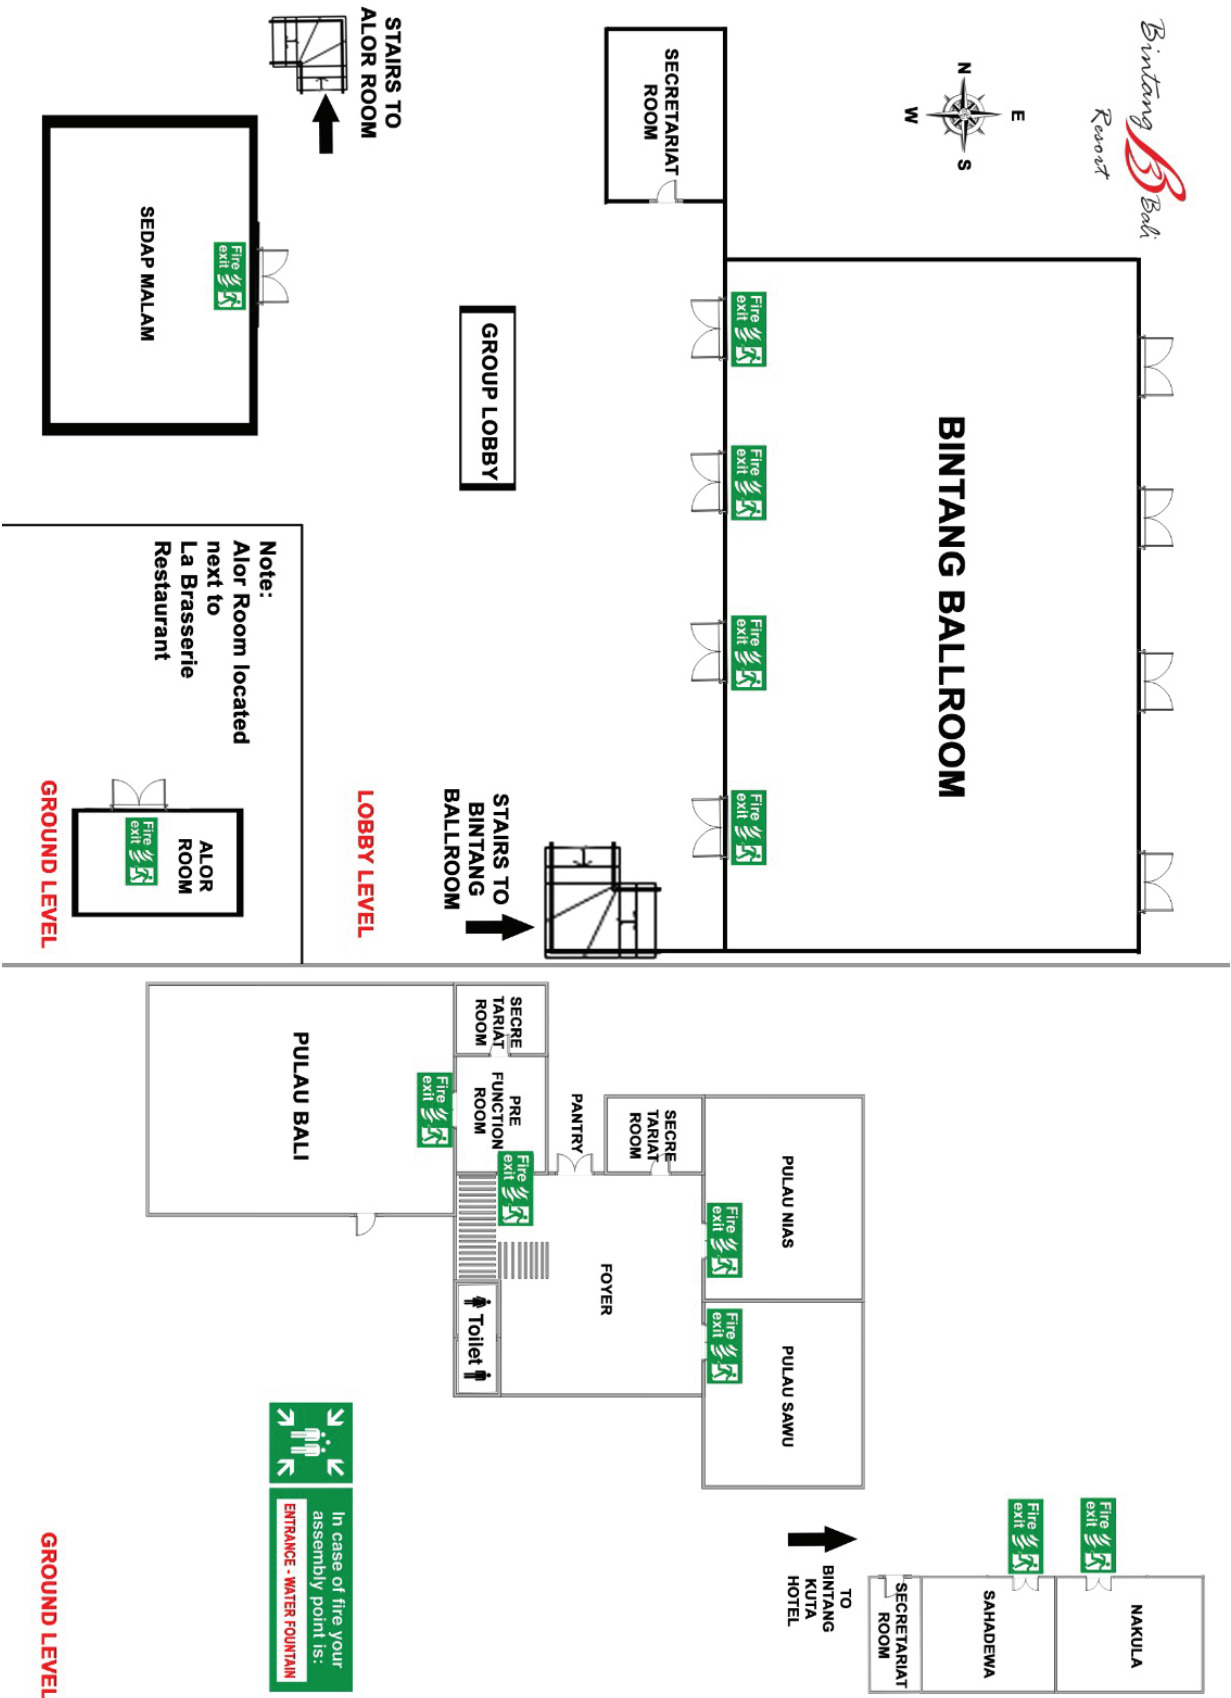 Bintang Bali
Resort
N
E
W
S
SECRETARIAT
ROOM
STAIRS TO
ALOR ROOM
SEDAP MALAM
Fire
exit
GROUP LOBBY
BINTANG BALLROOM
Fire
exit
Fire
exit
Fire
exit
Fire
exit
STAIRS TO
BINTANG
BALLROOM
LOBBY LEVEL
Note:
Alor Room located
next to
La Brasserie
Restaurant
ALOR
ROOM
Fire
exit
GROUND LEVEL
PULAU NIAS
Fire
exit
PULAU SAWU
Fire
exit
SECRE
TARIAT
ROOM
PANTRY
FOYER
SECRE
TARIAT
ROOM
PRE
FUNCTION
ROOM
Fire
exit
Toilet
PULAU BALI
Fire
exit
NAKULA
Fire
exit
SAHADEWA
Fire
exit
SECRETARIAT
ROOM
TO
BINTANG
KUTA
HOTEL
In case of fire your
assembly point is:
ENTRANCE - WATER FOUNTAIN
GROUND LEVEL